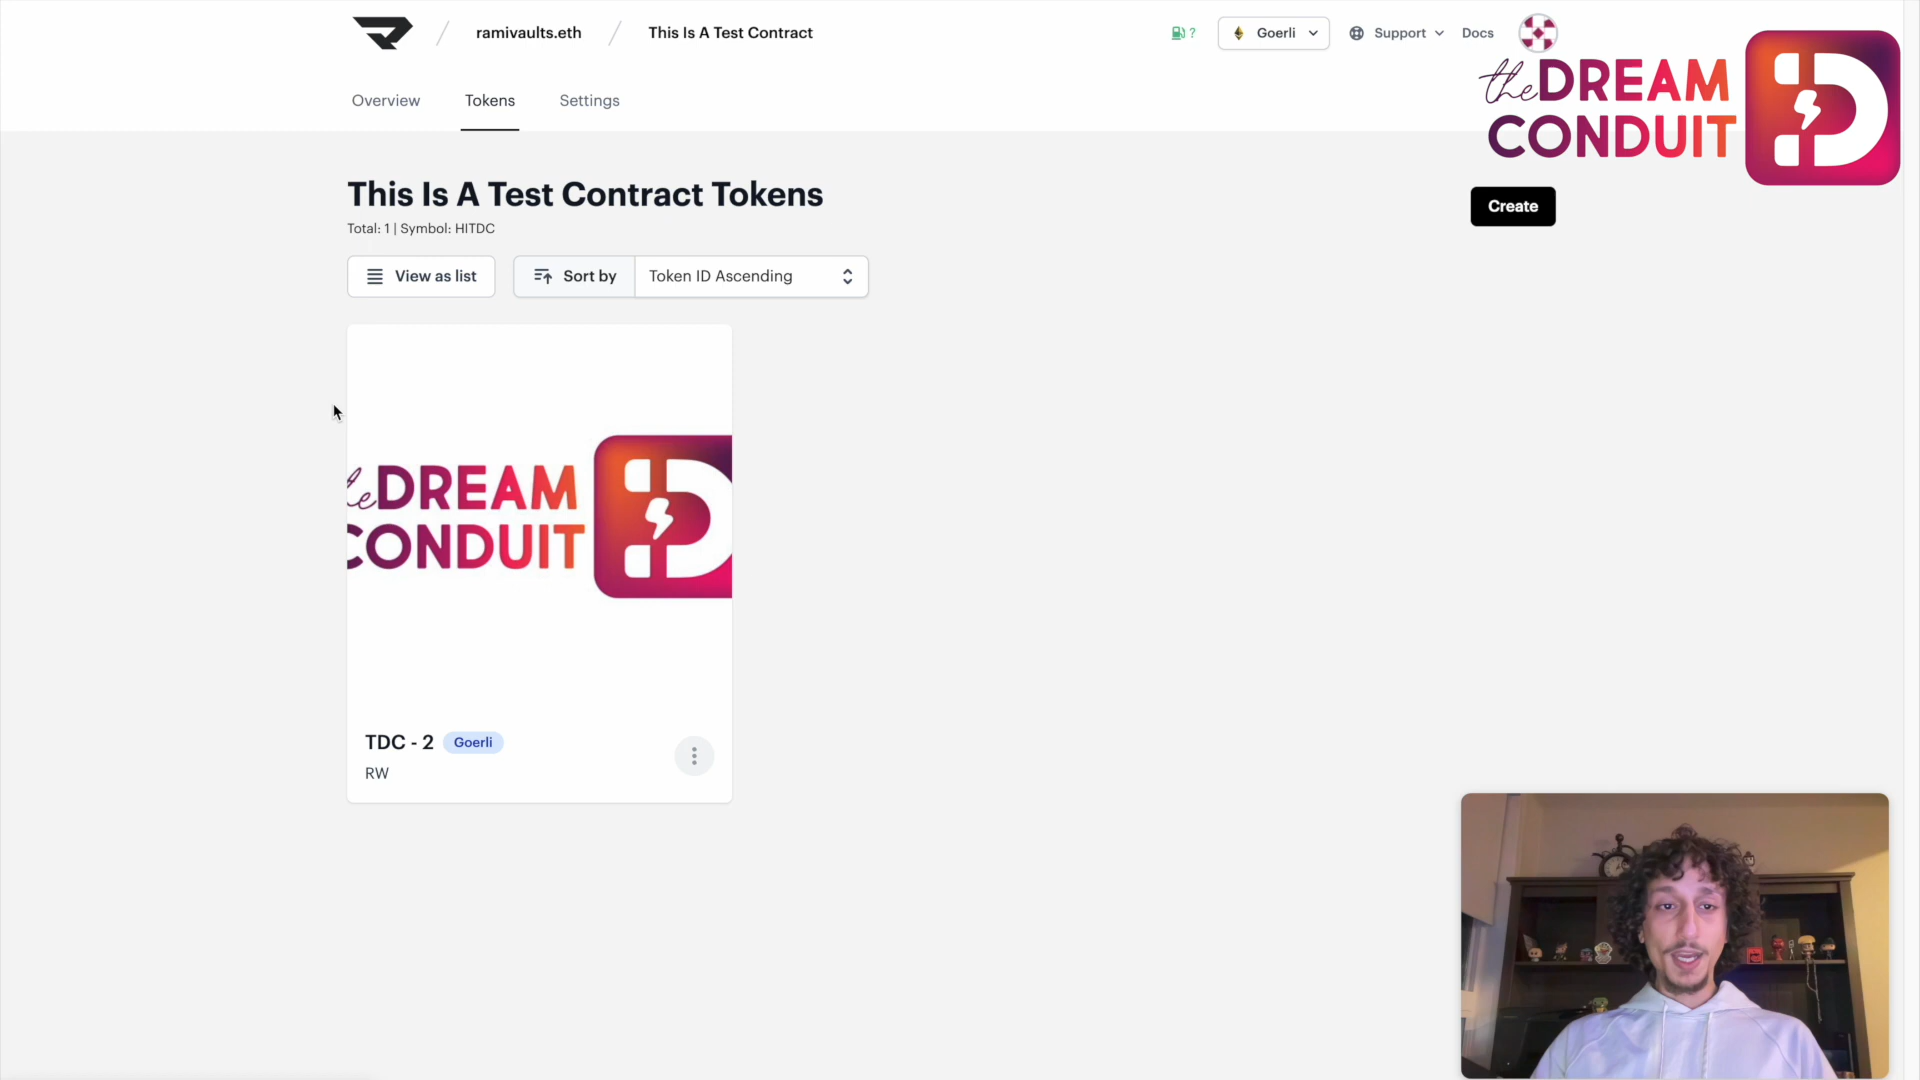 ramivaults.eth
This Is A Test Contract
?
Goerli
Support
Docs
the DREAM
CONDUIT
Overview
Tokens
Settings
This Is A Test Contract Tokens
Total: 1 | Symbol: HITDC
Create
View as list
Sort by
Token ID Ascending
he DREAM
CONDUIT
TDC - 2
Goerli
RW